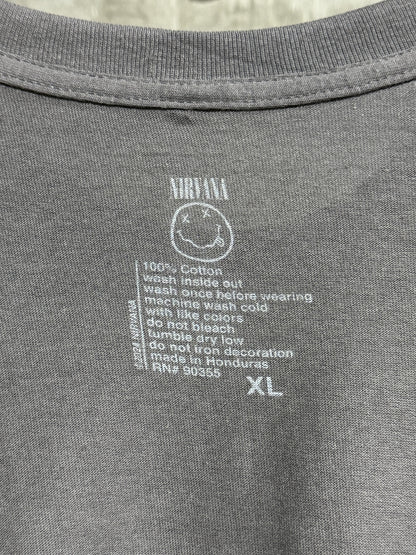 NIRVANA
100% Cotton
wash inside out
wash once before wearing
machine wash cold
with like colors
do not bleach
tumble dry low
do not iron decoration
made in Honduras
RN# 90355
XL
©2024 NIRVANA